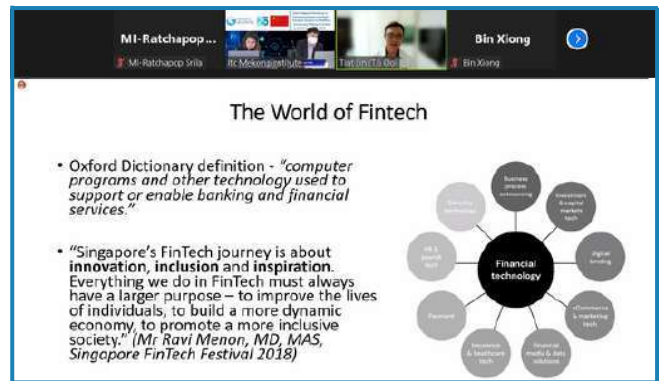 MI-Ratchapop...
Bin Xiong
MI-Ratchapop Srila
Itc Mekonginstitute
Bin Xiong
The World of Fintech
• Oxford Dictionary definition - "computer
programs and other technology used to
support or enable banking and financial
services."
• "Singapore's FinTech journey is about
innovation, inclusion and inspiration.
Everything we do in FinTech must always
have a larger purpose – to improve the lives
of individuals, to build a more dynamic
economy, to promote a more inclusive
society." (Mr Ravi Menon, MD, MAS,
Singapore FinTech Festival 2018)
Financial
technology
Business
process
outsourcing
Investment
& capital
markets
tech
Digital
lending
eCommerce
& marketing
tech
Financial
media & data
solutions
Insurance
& healthcare
tech
Payment
HR &
payroll
tech